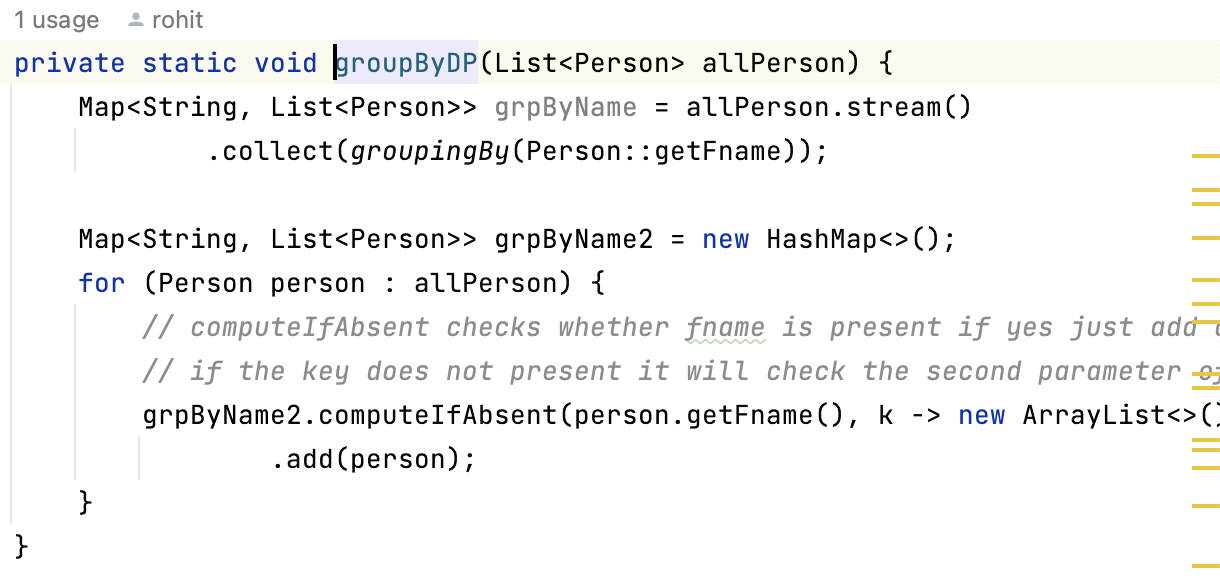 1 usage rohit
private static void groupByDP(List<Person> allPerson) {
Map<String, List<Person>> grpByName = allPerson.stream()
.collect(groupingBy(Person::getFname));
Map<String, List<Person>> grpByName2 = new HashMap<>();
for (Person person : allPerson) {
// computeIfAbsent checks whether fname is present if yes just add
// if the key does not present it will check the second parameter
grpByName2.computeIfAbsent(person.getFname(), k -> new ArrayList<>()
.add(person);
}
}